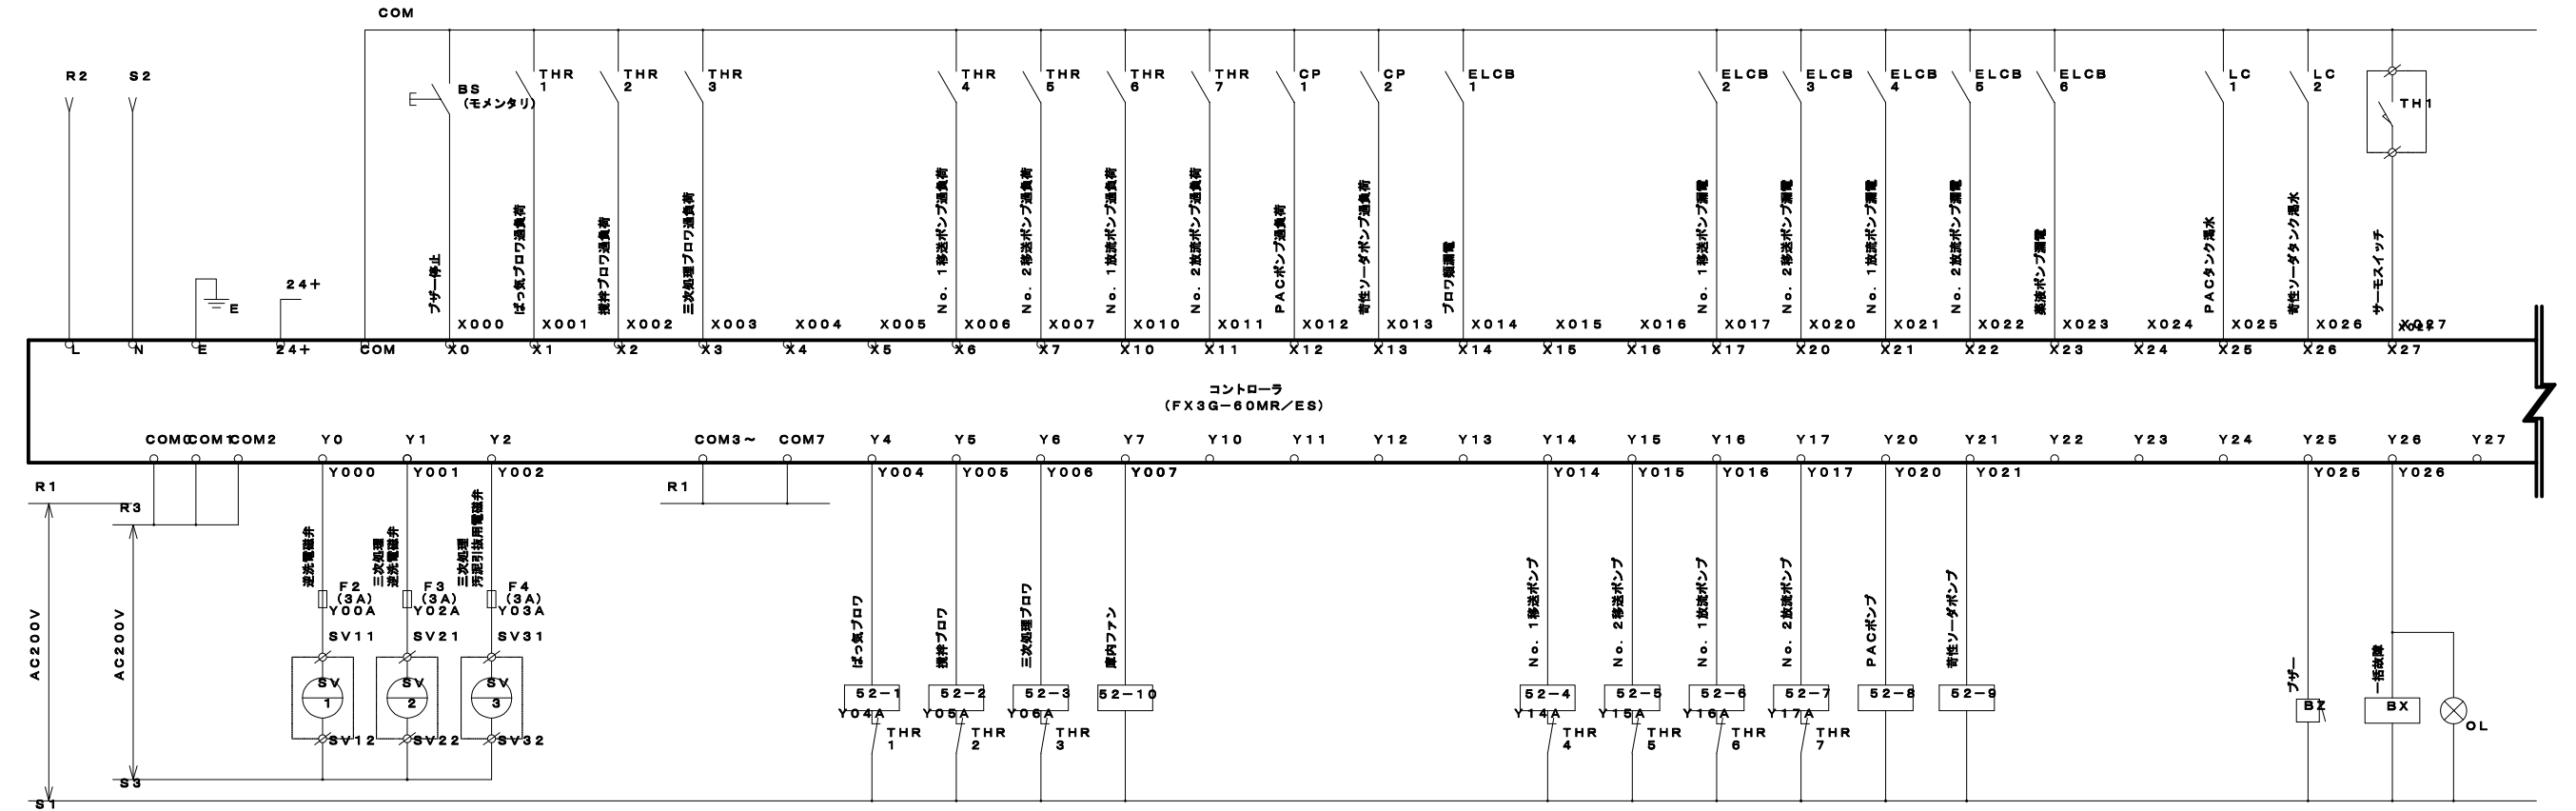 COM
R2
S2
BS
(モメンタリ)
THR
1
THR
2
THR
3
THR
4
THR
5
THR
6
THR
7
CP
1
CP
2
ELCB
1
ELCB
2
ELCB
3
ELCB
4
ELCB
5
ELCB
6
LC
1
LC
2
TH1
E
24+
ブザー停止
ばっ気ブロワ過負荷
撹拌ブロワ過負荷
三次処理ブロワ過負荷
No. 1移送ポンプ過負荷
No. 2移送ポンプ過負荷
No. 1放流ポンプ過負荷
No. 2放流ポンプ過負荷
PACポンプ過負荷
苛性ソーダポンプ過負荷
ブロワ類漏電
No. 1移送ポンプ漏電
No. 2移送ポンプ漏電
No. 1放流ポンプ漏電
No. 2放流ポンプ漏電
薬液ポンプ漏電
PACタンク渇水
苛性ソーダタンク渇水
サーモスイッチ
X000 X001 X002 X003 X004 X005 X006 X007 X010 X011 X012 X013 X014 X015 X016 X017 X020 X021 X022 X023 X024 X025 X026 X027
X027
L N E 24+ COM X0 X1 X2 X3 X4 X5 X6 X7 X10 X11 X12 X13 X14 X15 X16 X17 X20 X21 X22 X23 X24 X25 X26 X27
コントローラ
(FX3G-60MR/ES)
COM0 COM1 COM2 Y0 Y1 Y2 COM3～ COM7 Y4 Y5 Y6 Y7 Y10 Y11 Y12 Y13 Y14 Y15 Y16 Y17 Y20 Y21 Y22 Y23 Y24 Y25 Y26 Y27
Y000 Y001 Y002 Y004 Y005 Y006 Y007 Y014 Y015 Y016 Y017 Y020 Y021 Y025 Y026
R1
R3
R1
AC200V
AC200V
逆洗電磁弁
三次処理
逆洗電磁弁
三次処理
汚泥引抜用電磁弁
F2
(3A)
Y00A
F3
(3A)
Y02A
F4
(3A)
Y03A
SV11
SV21
SV31
SV
1
SV
2
SV
3
SV12
SV22
SV32
S3
S1
ばっ気ブロワ
撹拌ブロワ
三次処理ブロワ
庫内ファン
No. 1移送ポンプ
No. 2移送ポンプ
No. 1放流ポンプ
No. 2放流ポンプ
PACポンプ
苛性ソーダポンプ
ブザー
一括故障
52-1
52-2
52-3
52-10
52-4
52-5
52-6
52-7
52-8
52-9
BZ
BX
OL
Y04A
Y05A
Y06A
Y14A
Y15A
Y16A
Y17A
THR
1
THR
2
THR
3
THR
4
THR
5
THR
6
THR
7